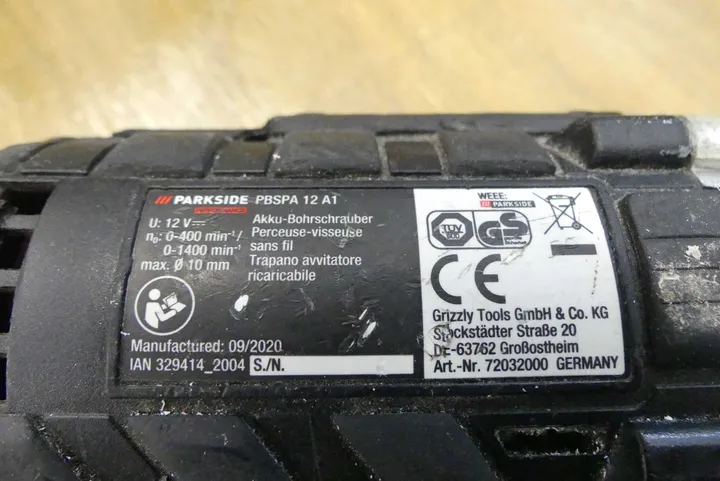 PARKSIDE PBSPA 12 A1
PERFORMANCE
U: 12 V
n₀: 0-400 min⁻¹/
0-1400 min⁻¹
max. Ø 10 mm
Akku-Bohrschrauber
Perceuse-visseuse
sans fil
Trapano avvitatore
ricaricabile
Manufactured: 09/2020
IAN 329414_2004 S./N.
WEEE:
PARKSIDE
TÜV
GS
CE
Grizzly Tools GmbH & Co. KG
Stockstädter Straße 20
DE-63762 Großostheim
Art.-Nr. 72032000 GERMANY